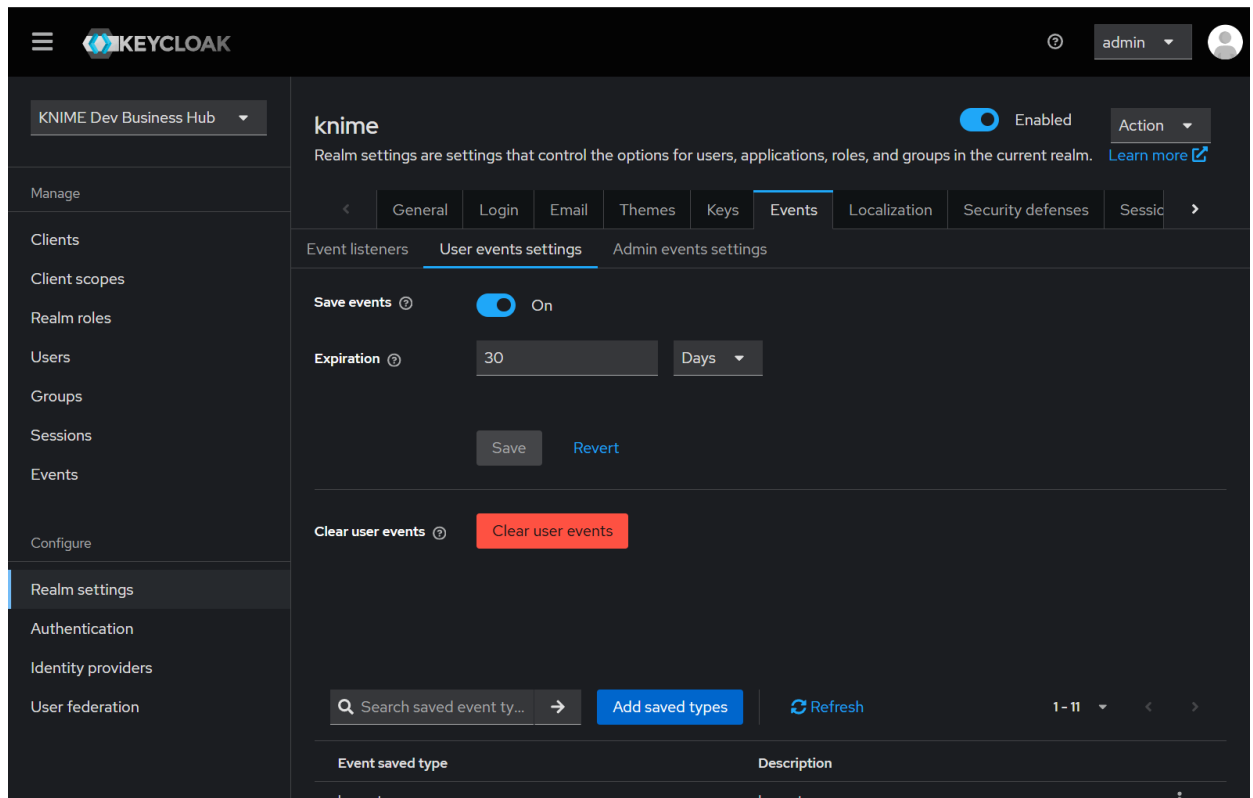 KEYCLOAK
admin
KNIME Dev Business Hub
Manage
Clients
Client scopes
Realm roles
Users
Groups
Sessions
Events
Configure
Realm settings
Authentication
Identity providers
User federation
knime
Enabled
Action
Realm settings are settings that control the options for users, applications, roles, and groups in the current realm. Learn more
General Login Email Themes Keys Events Localization Security defenses Sessic
Event listeners User events settings Admin events settings
Save events On
Expiration 30 Days
Save Revert
Clear user events Clear user events
Search saved event ty... Add saved types Refresh 1 - 11
Event saved type Description